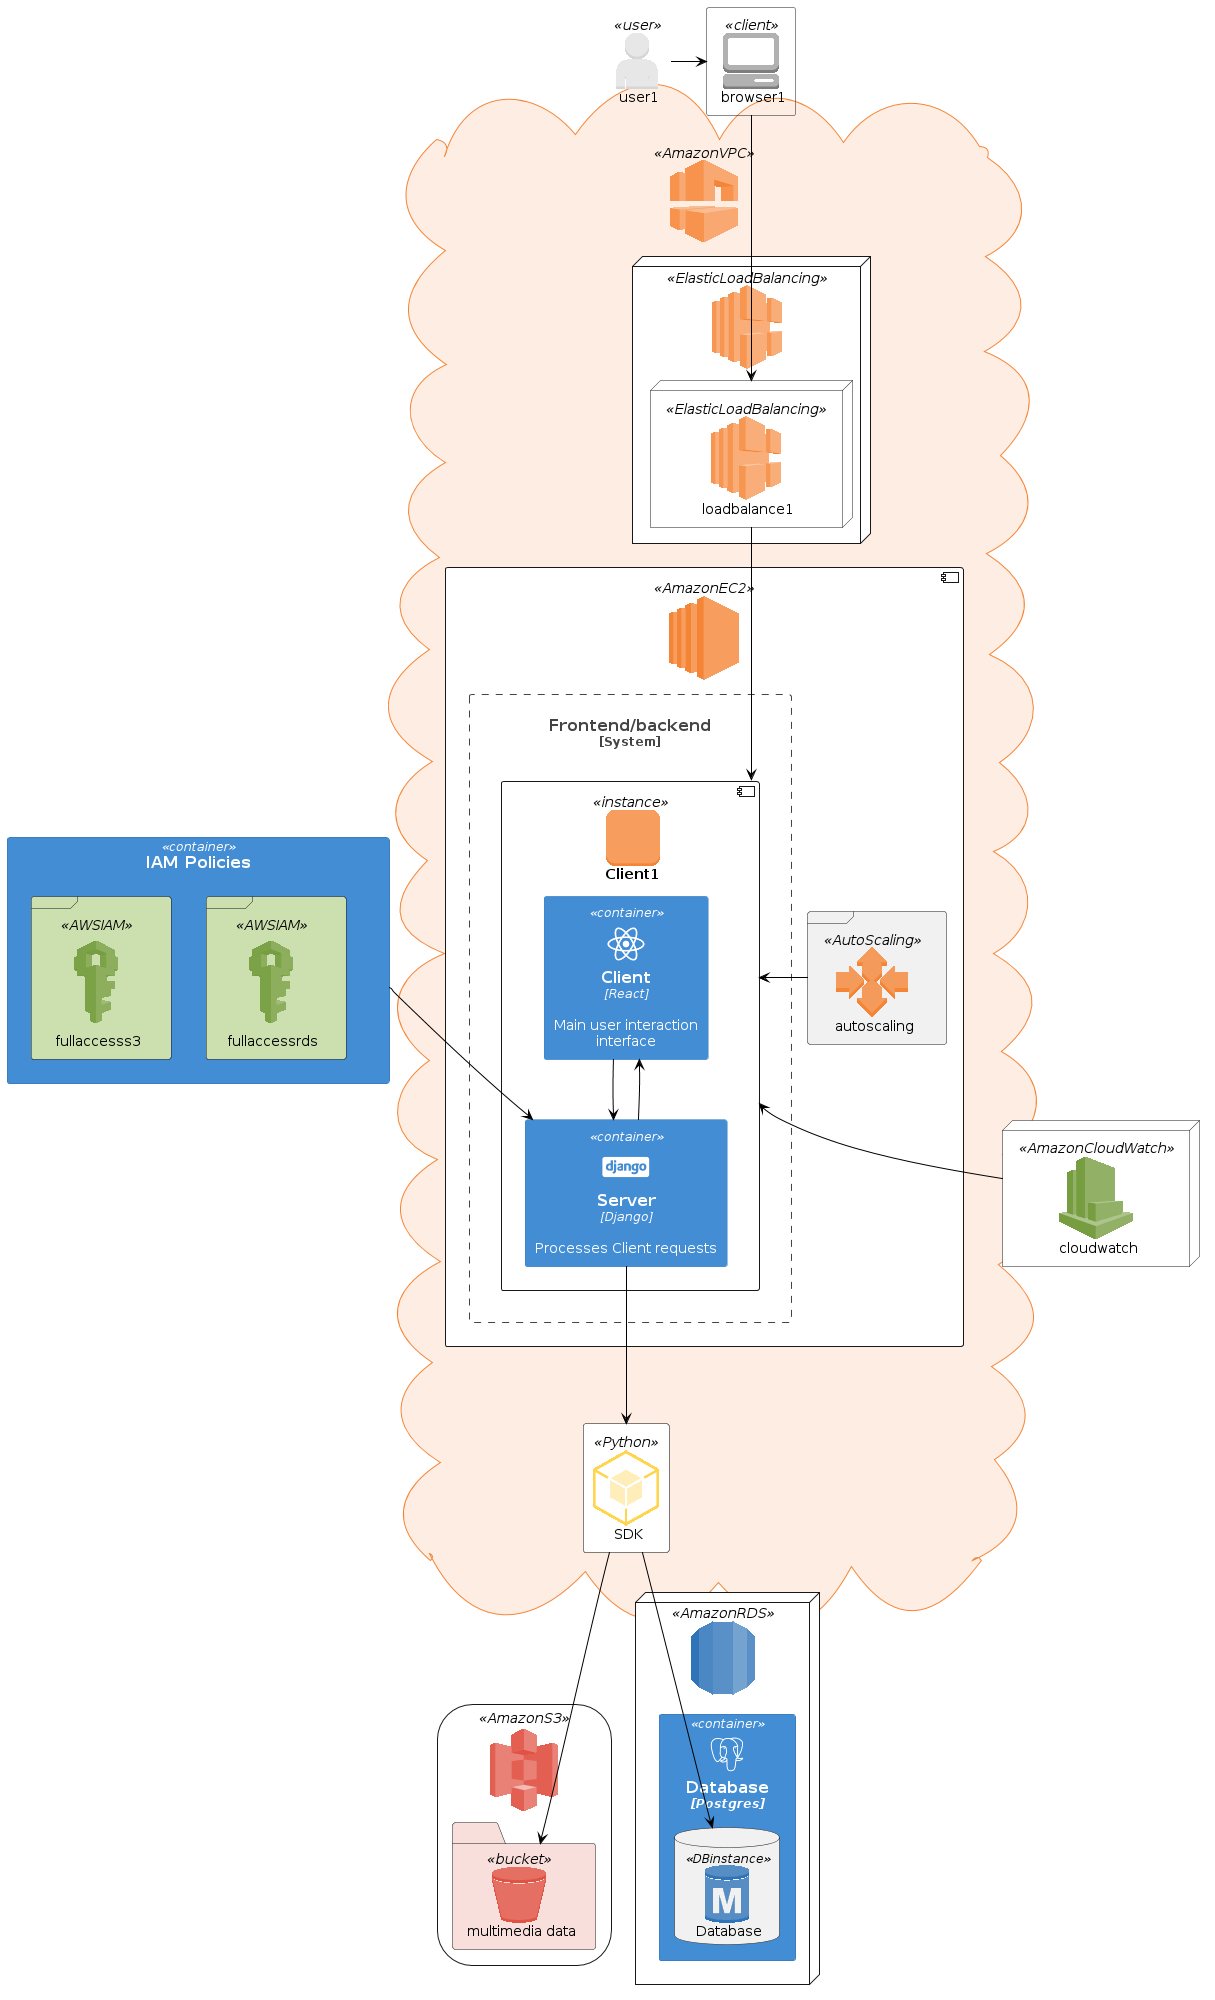 «user»
user1
«client»
browser1
«AmazonVPC»
«ElasticLoadBalancing»
«ElasticLoadBalancing»
loadbalance1
«AmazonEC2»
Frontend/backend
[System]
«instance»
Client1
«container»
IAM Policies
«AWSIAM»
fullaccesss3
«AWSIAM»
fullaccessrds
«container»
Client
[React]
Main user interaction
interface
«AutoScaling»
autoscaling
«container»
django
Server
[Django]
Processes Client requests
«AmazonCloudWatch»
cloudwatch
«Python»
SDK
«AmazonRDS»
«AmazonS3»
«container»
Database
[Postgres]
«bucket»
multimedia data
«DBinstance»
M
Database